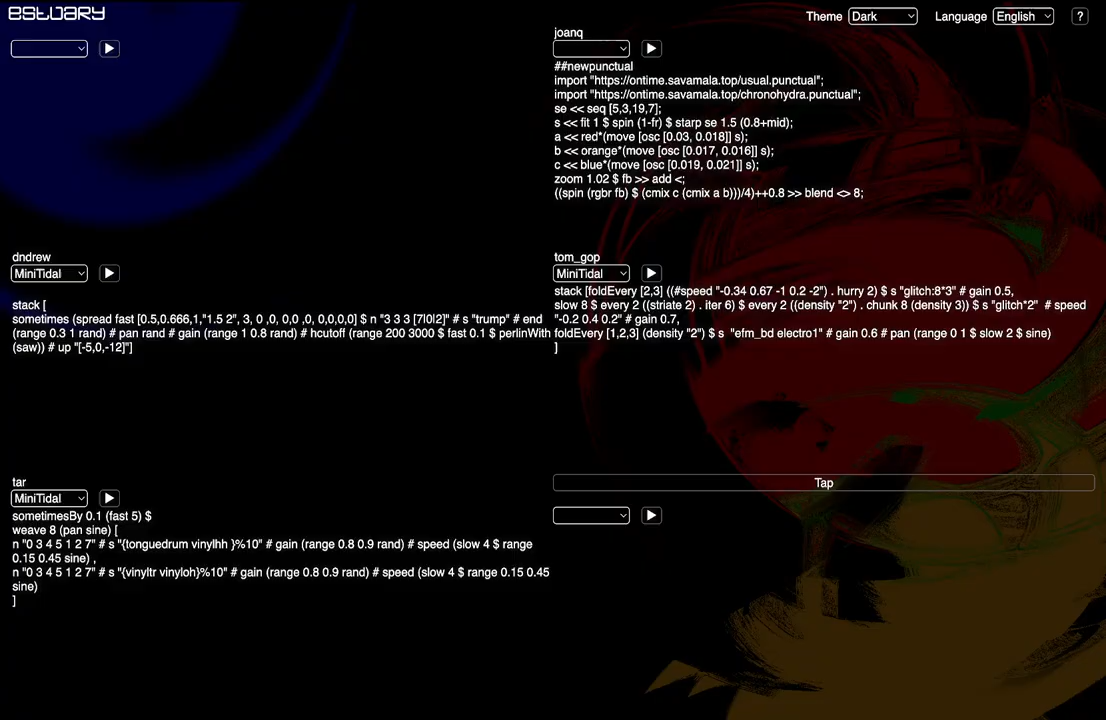 estuary
Theme Dark Language English ?
joanq
##newpunctual
import "https://ontime.savamala.top/usual.punctual";
import "https://ontime.savamala.top/chronohydra.punctual";
se << seq [5,3,19,7];
s << fit 1 $ spin (1-fr) $ starp se 1.5 (0.8+mid);
a << red*(move [osc [0.03, 0.018]] s);
b << orange*(move [osc [0.017, 0.016]] s);
c << blue*(move [osc [0.019, 0.021]] s);
zoom 1.02 $ fb >> add <;
((spin (rgbr fb) $ (cmix c (cmix a b)))/4)++0.8 >> blend <> 8;
dndrew
MiniTidal
stack [
sometimes (spread fast [0.5,0.666,1,"1.5 2", 3, 0 ,0, 0,0 ,0, 0,0,0,0] $ n "3 3 3 [7!0!2]" # s "trump" # end
(range 0.3 1 rand) # pan rand # gain (range 1 0.8 rand) # hcutoff (range 200 3000 $ fast 0.1 $ perlinWith
(saw)) # up "[-5,0,-12]"]
tom_gop
MiniTidal
stack [foldEvery [2,3] ((#speed "-0.34 0.67 -1 0.2 -2") . hurry 2) $ s "glitch:8*3" # gain 0.5,
slow 8 $ every 2 ((striate 2) . iter 6) $ every 2 ((density "2") . chunk 8 (density 3)) $ s "glitch*2" # speed
"-0.2 0.4 0.2" # gain 0.7,
foldEvery [1,2,3] (density "2") $ s "efm_bd electro1" # gain 0.6 # pan (range 0 1 $ slow 2 $ sine)
]
tar
MiniTidal
sometimesBy 0.1 (fast 5) $
weave 8 (pan sine) [
n "0 3 4 5 1 2 7" # s "{tonguedrum vinylhh }%10" # gain (range 0.8 0.9 rand) # speed (slow 4 $ range
0.15 0.45 sine) ,
n "0 3 4 5 1 2 7" # s "{vinyltr vinyloh}%10" # gain (range 0.8 0.9 rand) # speed (slow 4 $ range 0.15 0.45
sine)
]
Tap